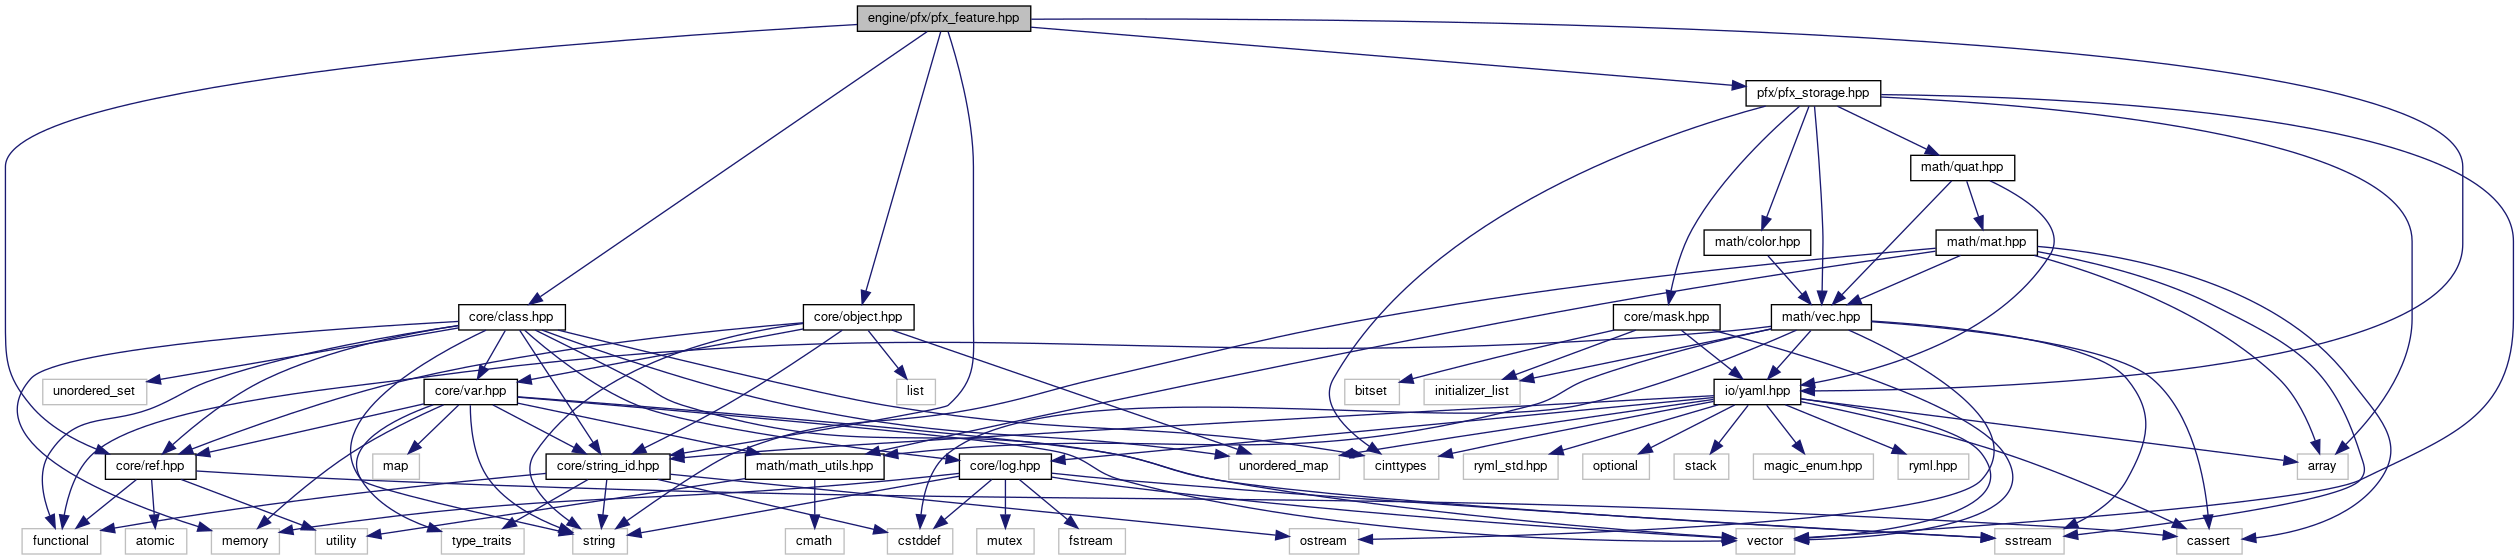 engine/pfx/pfx_feature.hpp
pfx/pfx_storage.hpp
math/quat.hpp
math/color.hpp
math/mat.hpp
core/class.hpp
core/object.hpp
core/mask.hpp
math/vec.hpp
unordered_set
core/var.hpp
list
bitset
initializer_list
io/yaml.hpp
core/ref.hpp
map
core/string_id.hpp
math/math_utils.hpp
core/log.hpp
unordered_map
cinttypes
ryml_std.hpp
optional
stack
magic_enum.hpp
ryml.hpp
array
functional
atomic
memory
utility
type_traits
string
cmath
cstddef
mutex
fstream
ostream
vector
sstream
cassert